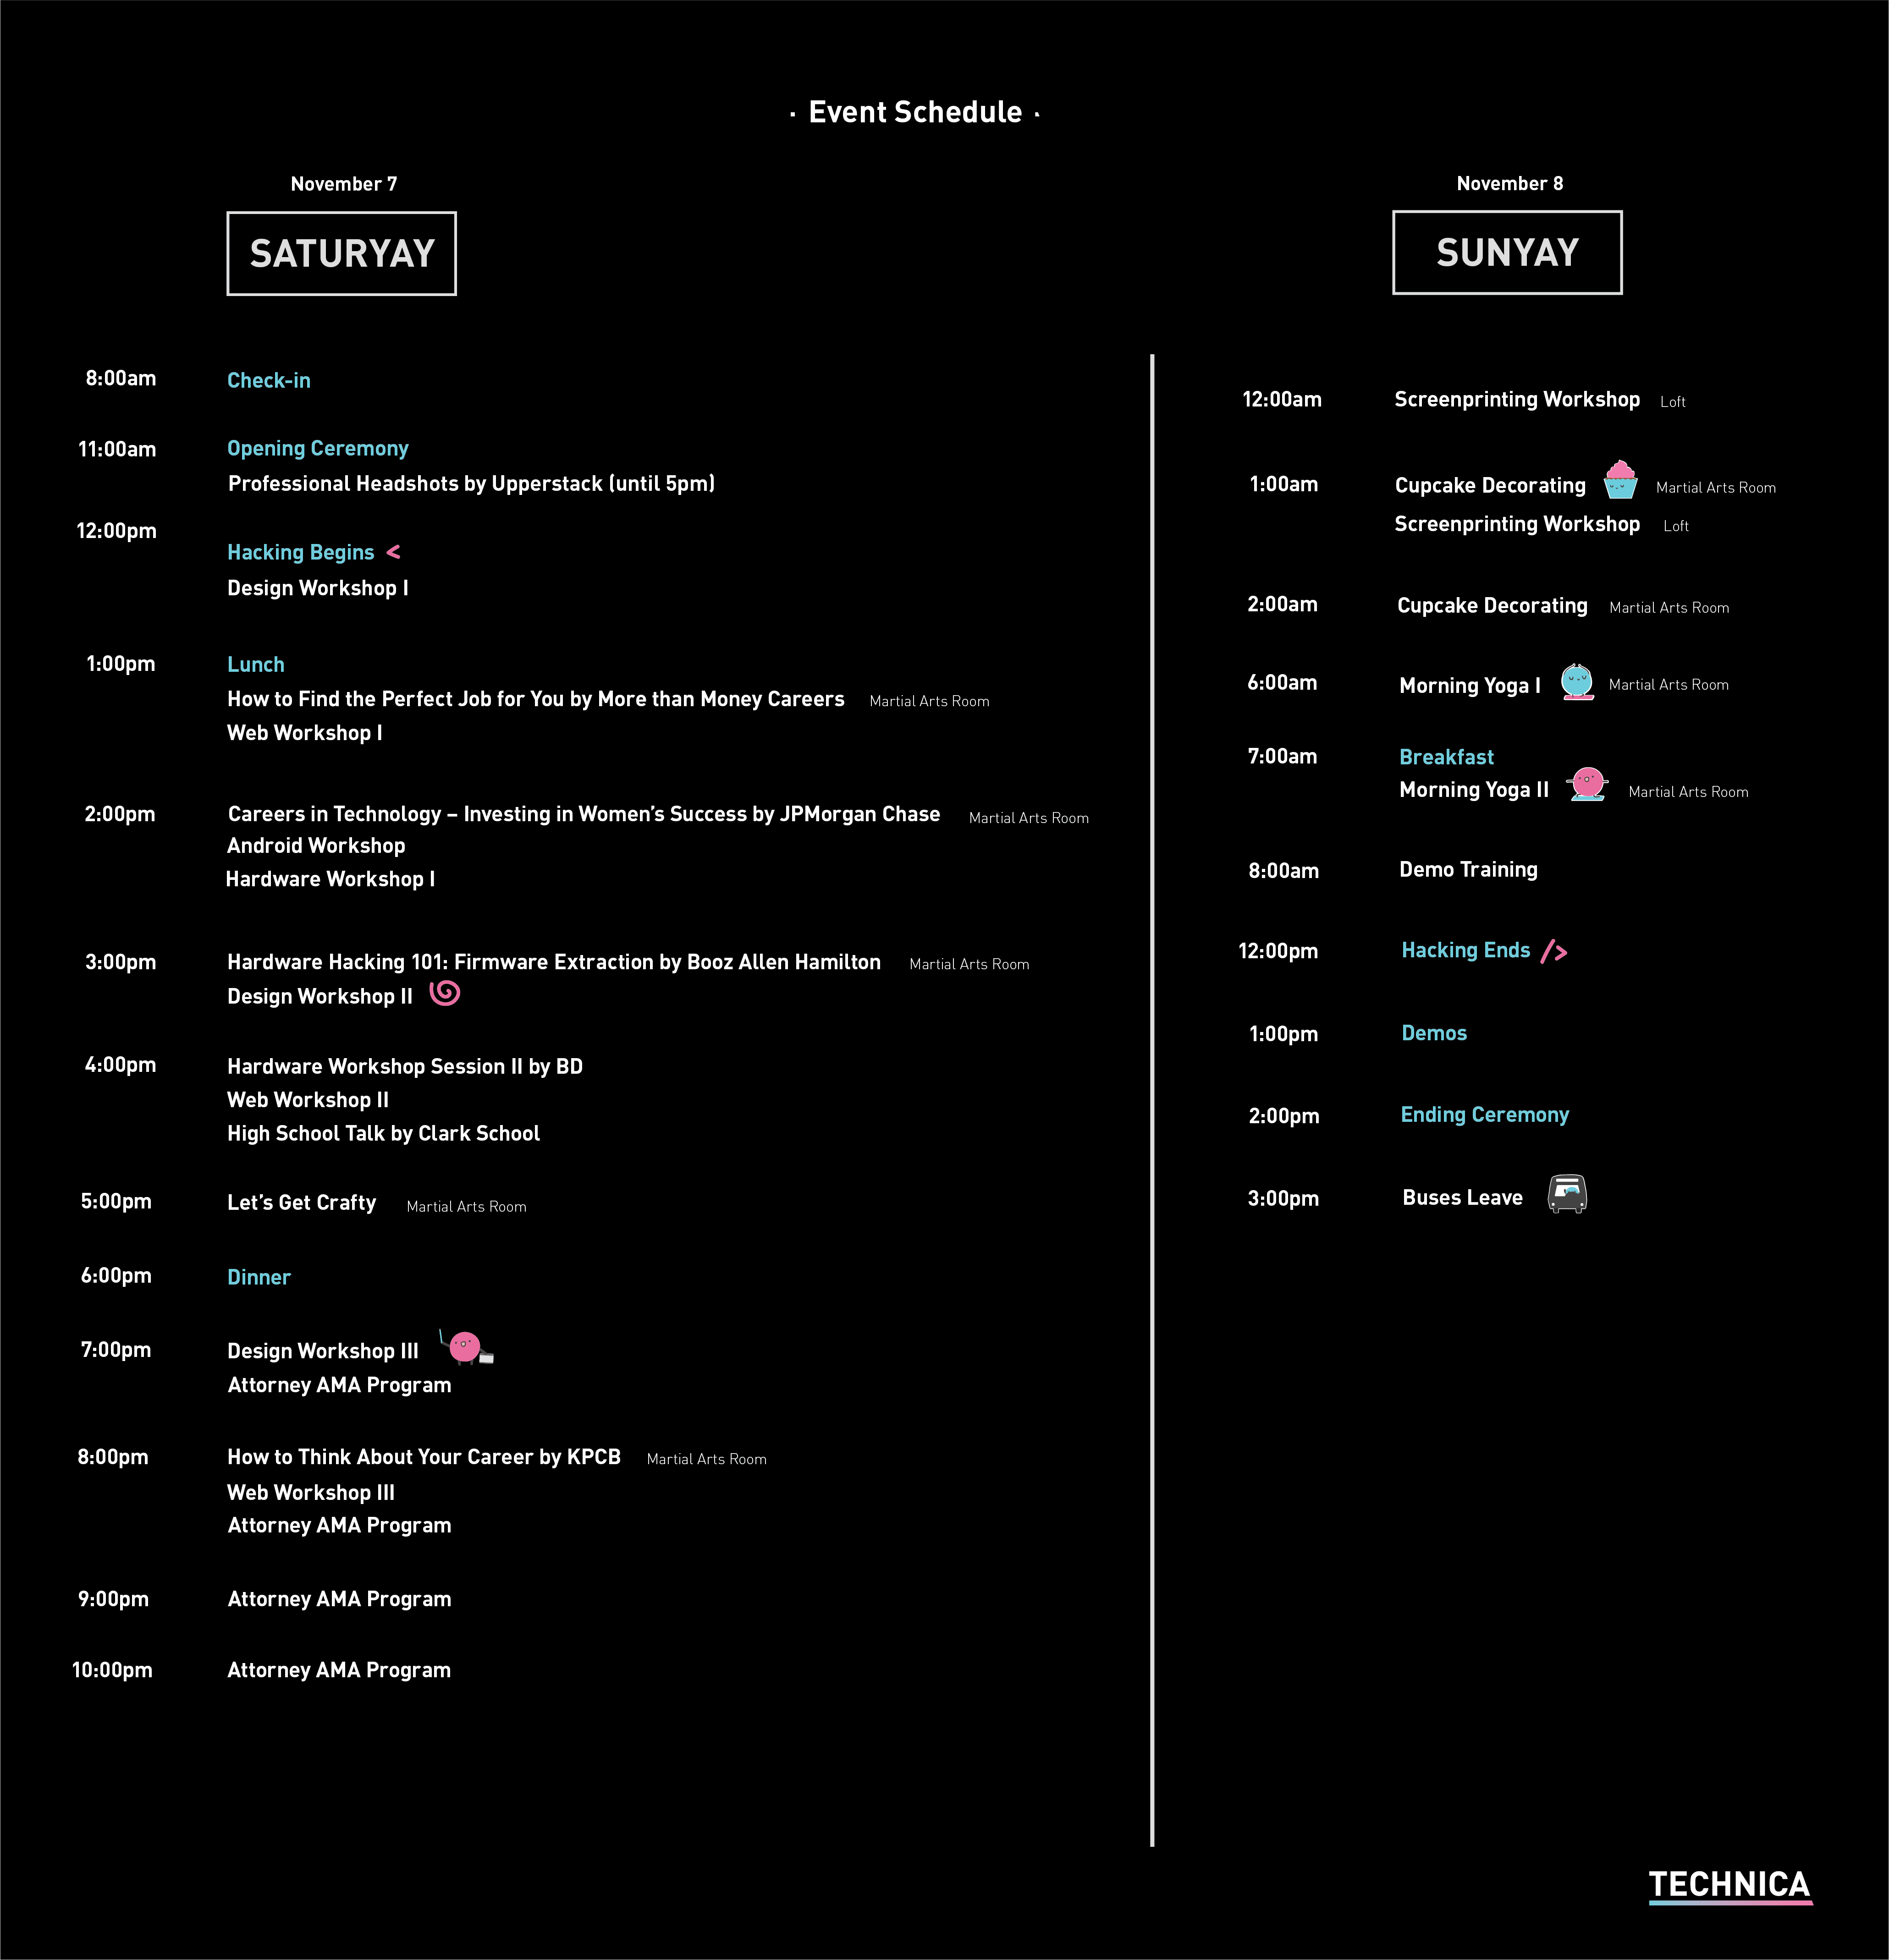 · Event Schedule ·
November 7
SATURYAY
8:00am Check-in
11:00am Opening Ceremony
Professional Headshots by Upperstack (until 5pm)
12:00pm
Hacking Begins <
Design Workshop I
1:00pm Lunch
How to Find the Perfect Job for You by More than Money Careers Martial Arts Room
Web Workshop I
2:00pm Careers in Technology – Investing in Women’s Success by JPMorgan Chase Martial Arts Room
Android Workshop
Hardware Workshop I
3:00pm Hardware Hacking 101: Firmware Extraction by Booz Allen Hamilton Martial Arts Room
Design Workshop II
4:00pm Hardware Workshop Session II by BD
Web Workshop II
High School Talk by Clark School
5:00pm Let’s Get Crafty Martial Arts Room
6:00pm Dinner
7:00pm Design Workshop III
Attorney AMA Program
8:00pm How to Think About Your Career by KPCB Martial Arts Room
Web Workshop III
Attorney AMA Program
9:00pm Attorney AMA Program
10:00pm Attorney AMA Program
November 8
SUNYAY
12:00am Screenprinting Workshop Loft
1:00am Cupcake Decorating Martial Arts Room
Screenprinting Workshop Loft
2:00am Cupcake Decorating Martial Arts Room
6:00am Morning Yoga I Martial Arts Room
7:00am Breakfast
Morning Yoga II Martial Arts Room
8:00am Demo Training
12:00pm Hacking Ends />
1:00pm Demos
2:00pm Ending Ceremony
3:00pm Buses Leave
TECHNICA